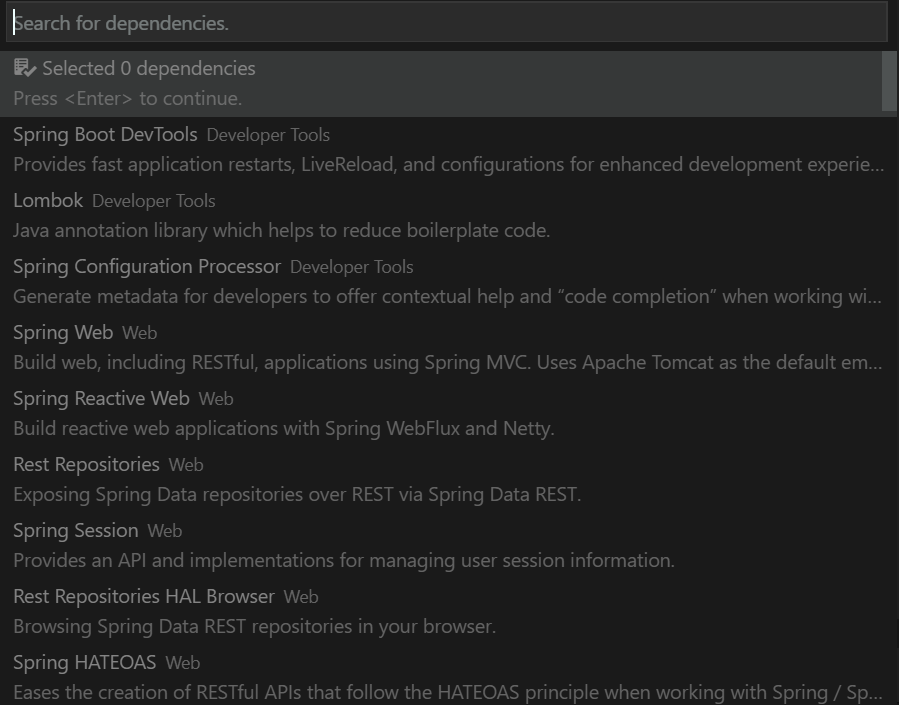 Search for dependencies.
Selected 0 dependencies
Press <Enter> to continue.
Spring Boot DevTools Developer Tools
Provides fast application restarts, LiveReload, and configurations for enhanced development experie...
Lombok Developer Tools
Java annotation library which helps to reduce boilerplate code.
Spring Configuration Processor Developer Tools
Generate metadata for developers to offer contextual help and “code completion” when working wi...
Spring Web Web
Build web, including RESTful, applications using Spring MVC. Uses Apache Tomcat as the default em...
Spring Reactive Web Web
Build reactive web applications with Spring WebFlux and Netty.
Rest Repositories Web
Exposing Spring Data repositories over REST via Spring Data REST.
Spring Session Web
Provides an API and implementations for managing user session information.
Rest Repositories HAL Browser Web
Browsing Spring Data REST repositories in your browser.
Spring HATEOAS Web
Eases the creation of RESTful APIs that follow the HATEOAS principle when working with Spring / Sp...